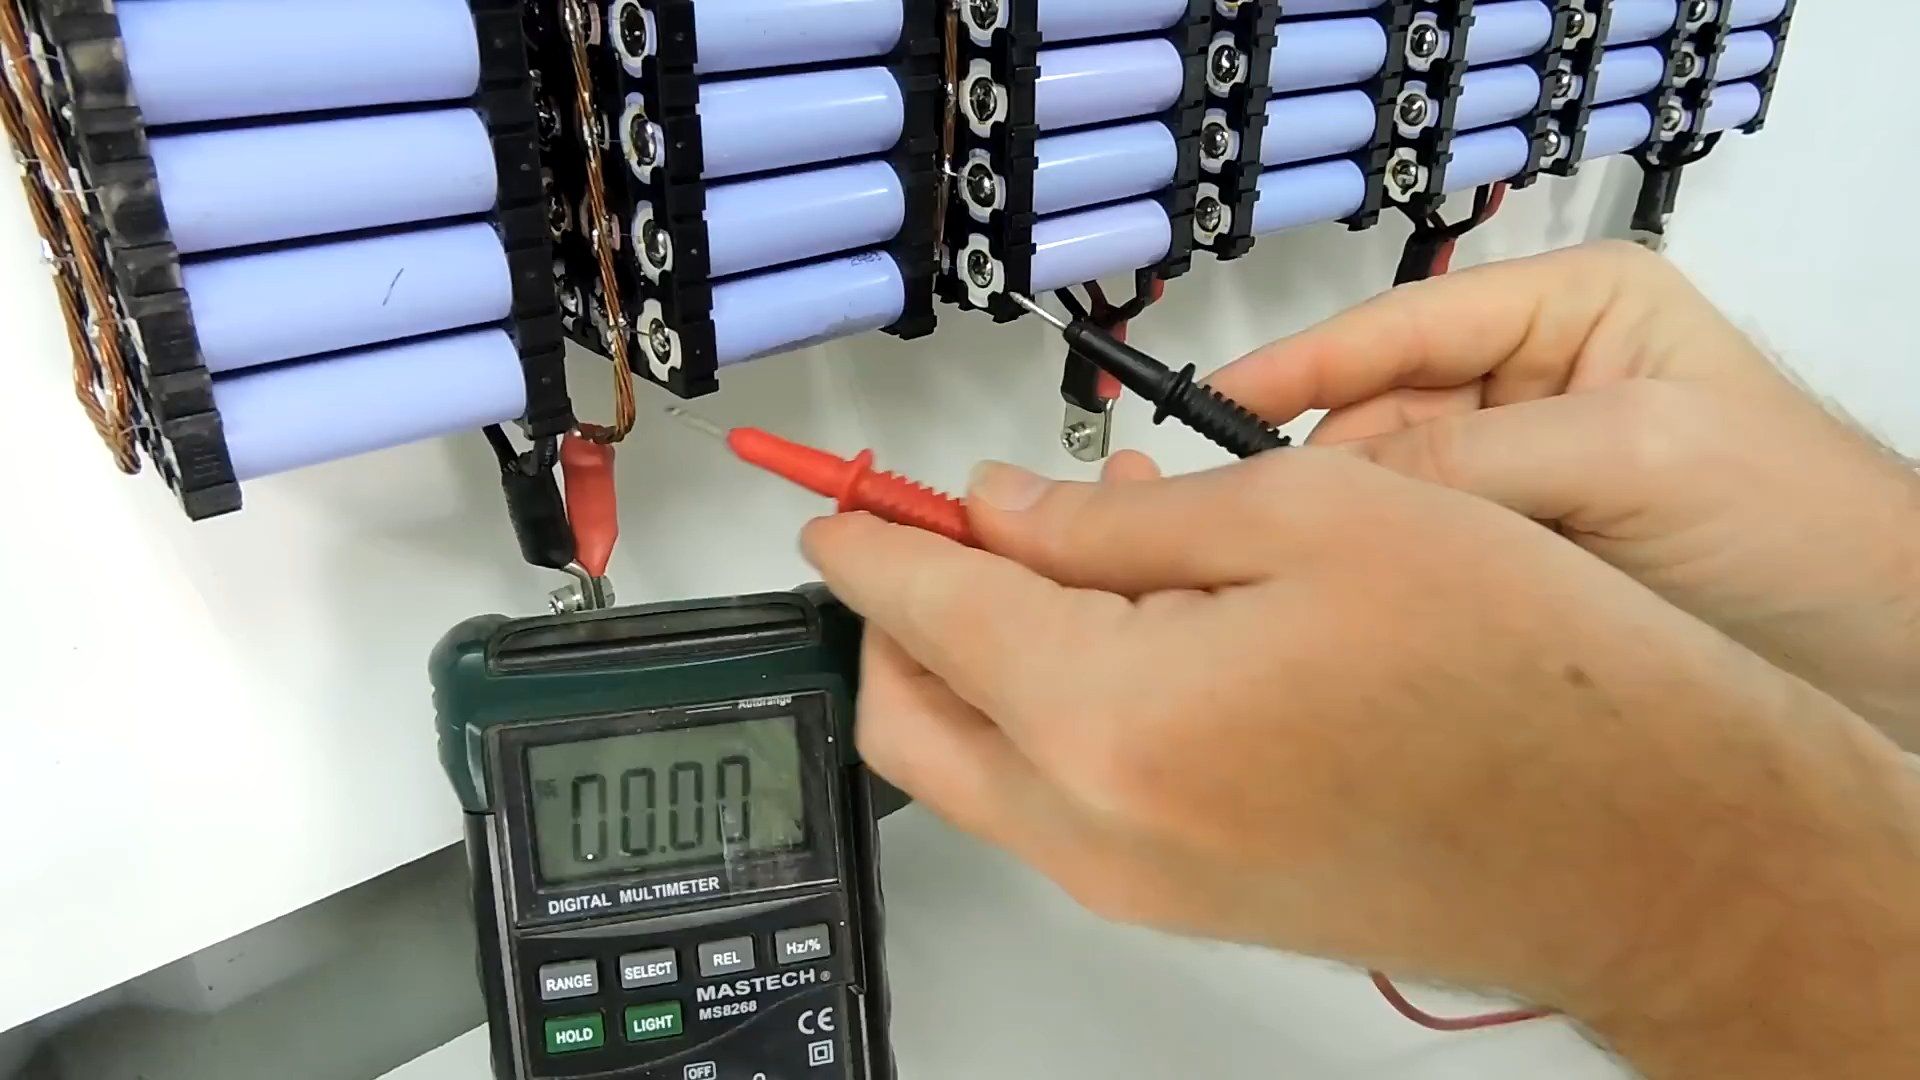 Autorange
00.00
DIGITAL MULTIMETER
RANGE
SELECT
REL
Hz/%
MASTECH®
MS8268
HOLD
LIGHT
CE
OFF